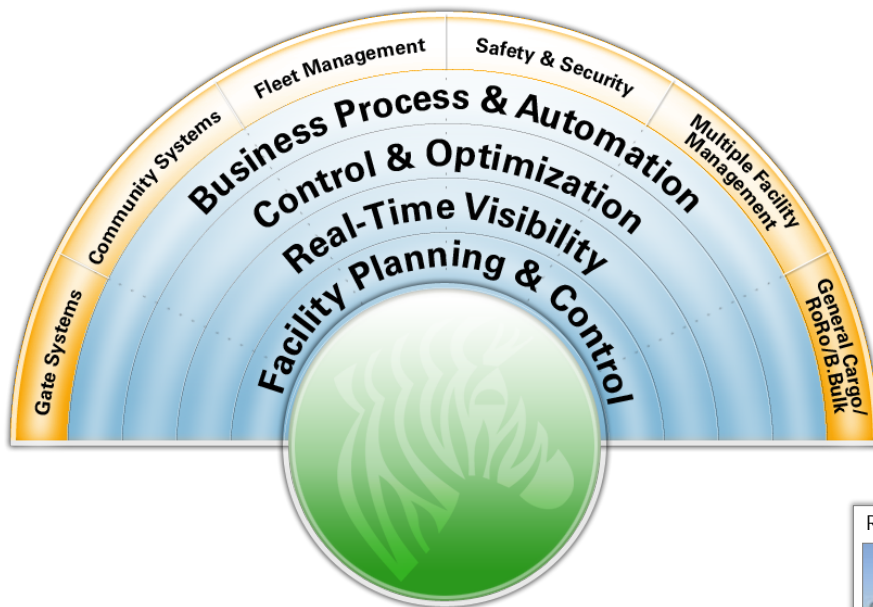 Gate Systems
Community Systems
Fleet Management
Safety & Security
Multiple Facility
Management
General Cargo/
RoRo/B.Bulk
Business Process & Automation
Control & Optimization
Real-Time Visibility
Facility Planning & Control